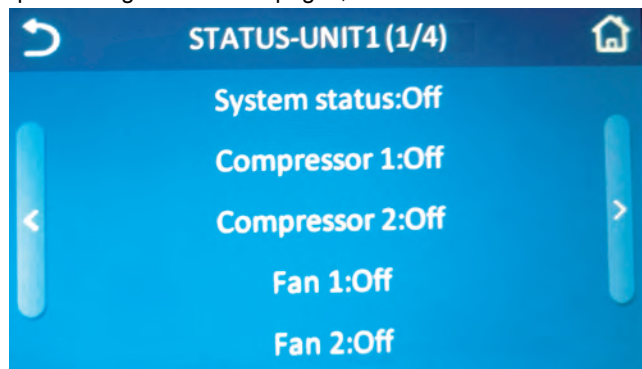 STATUS-UNIT1 (1/4)
System status:Off
Compressor 1:Off
Compressor 2:Off
Fan 1:Off
Fan 2:Off